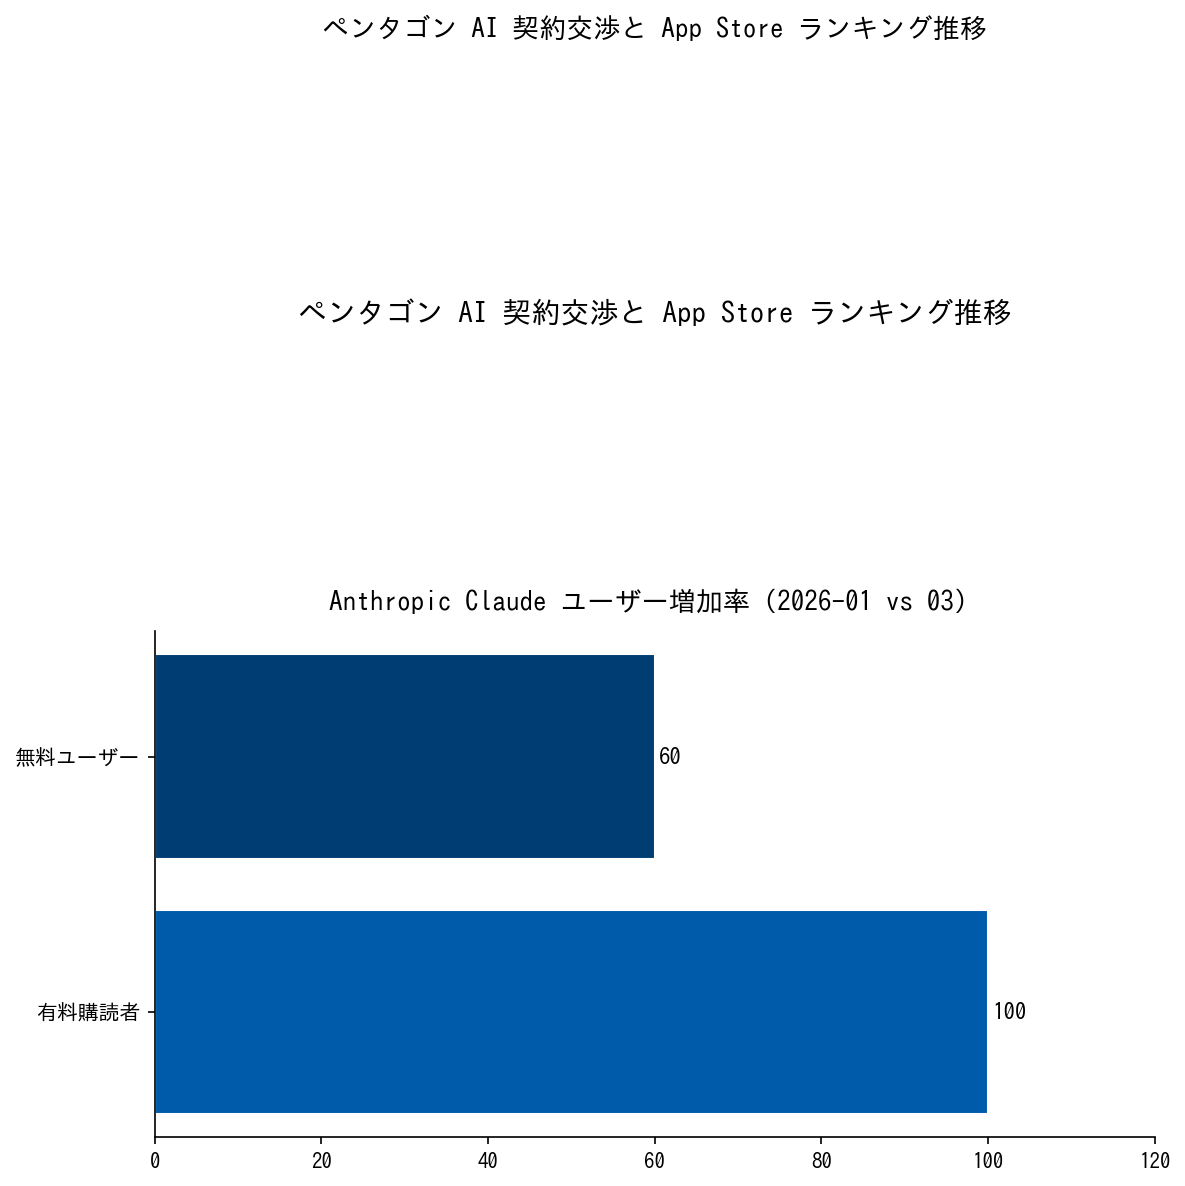 ペンタゴン AI 契約交渉と App Store ランキング推移
ペンタゴン AI 契約交渉と App Store ランキング推移
Anthropic Claude ユーザー増加率 (2026-01 vs 03)
無料ユーザー
60
有料購読者
100
0 20 40 60 80 100 120